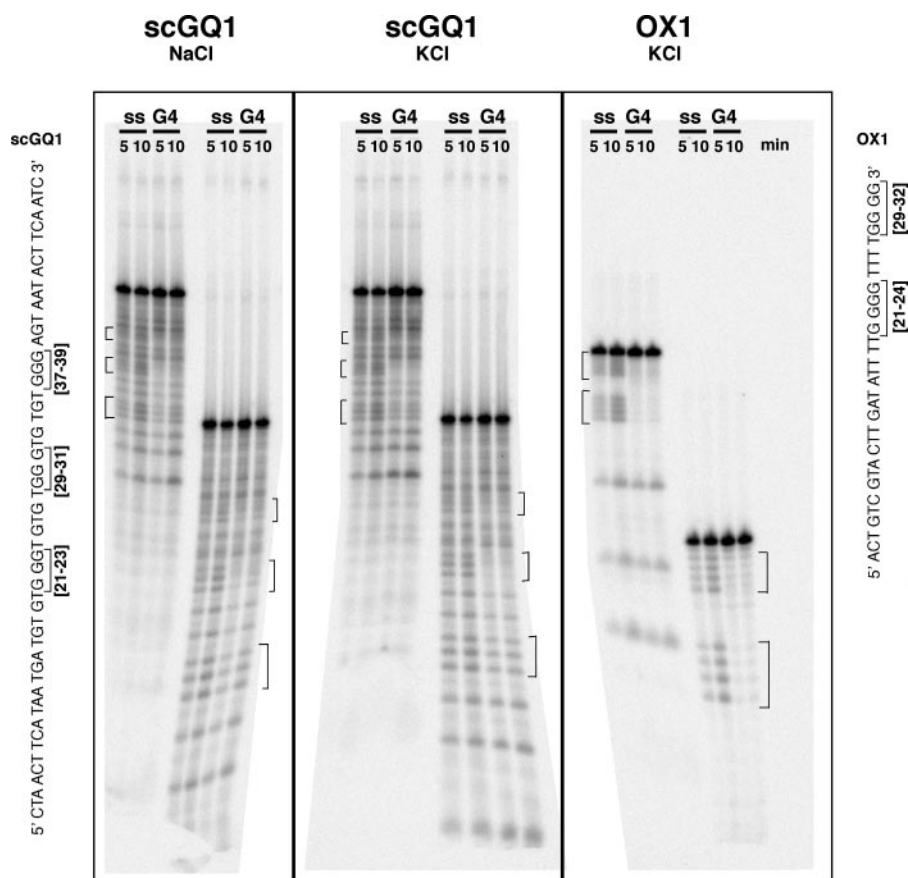 scGQ1 scGQ1 OX1
NaCl KCl KCl
ss G4 ss G4 ss G4 ss G4 ss G4 ss G4
scGQ1 5 10 5 10 5 10 5 10 5 10 5 10 5 10 5 10 5 10 5 10 5 10 5 10 min OX1
5' CTA ACT TCA TAA TGA TGT GTG GGT GTG GTG TGG GTG TGT GGG AGT AAT ACT TCA ATC 3'
[21-23] [29-31] [37-39]
5' ACT GTC GTA CTT GAT ATT TTG GGG TTT TGG GG 3'
[21-24] [29-32]